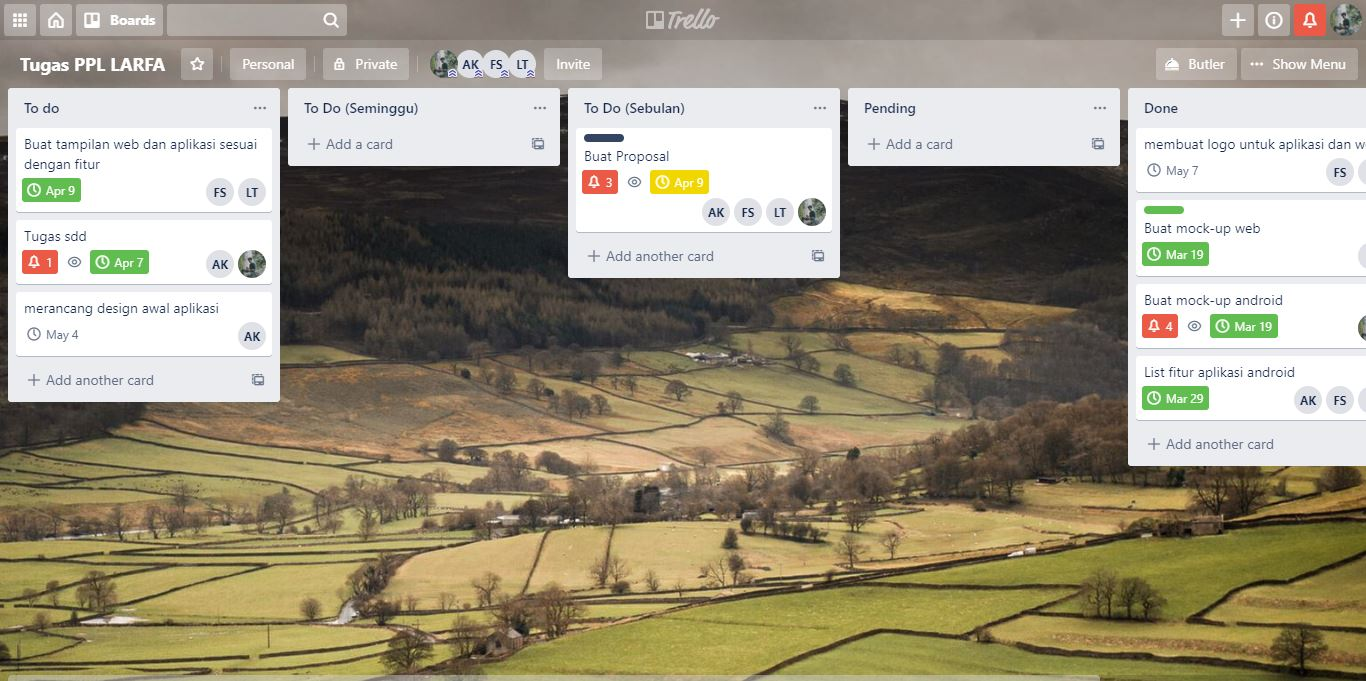 Boards
Trello
Tugas PPL LARFA
Personal
Private
AK
FS
LT
Invite
Butler
Show Menu
To do
Buat tampilan web dan aplikasi sesuai
dengan fitur
Apr 9
FS
LT
Tugas sdd
1
Apr 7
AK
merancang design awal aplikasi
May 4
AK
Add another card
To Do (Seminggu)
Add a card
To Do (Sebulan)
Buat Proposal
3
Apr 9
AK
FS
LT
Add another card
Pending
Add a card
Done
membuat logo untuk aplikasi dan w
May 7
FS
Buat mock-up web
Mar 19
Buat mock-up android
4
Mar 19
List fitur aplikasi android
Mar 29
AK
FS
Add another card